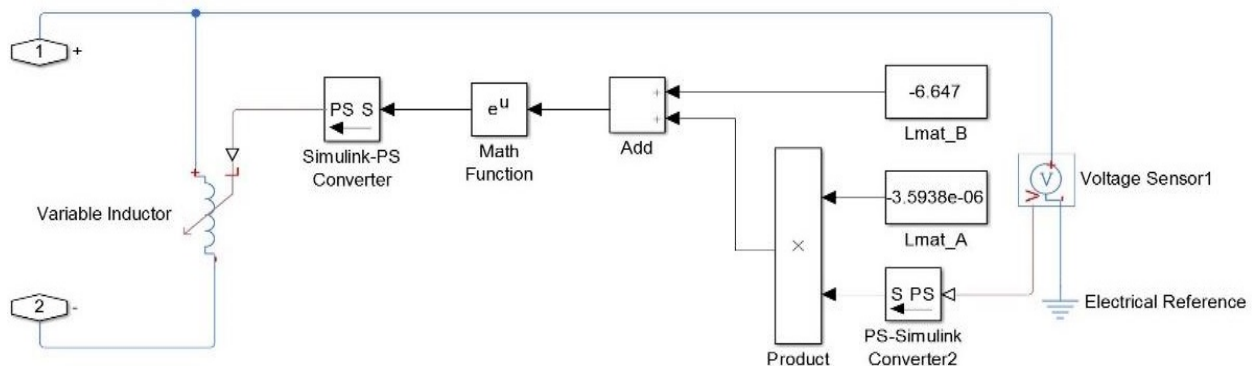 1
+
PS S
Simulink-PS
Converter
e^u
Math
Function
+
+
Add
-6.647
Lmat_B
-3.5938e-06
Lmat_A
×
Product
S PS
PS-Simulink
Converter2
+
V
V
-
Voltage Sensor1
Electrical Reference
+
L
-
Variable Inductor
2
-